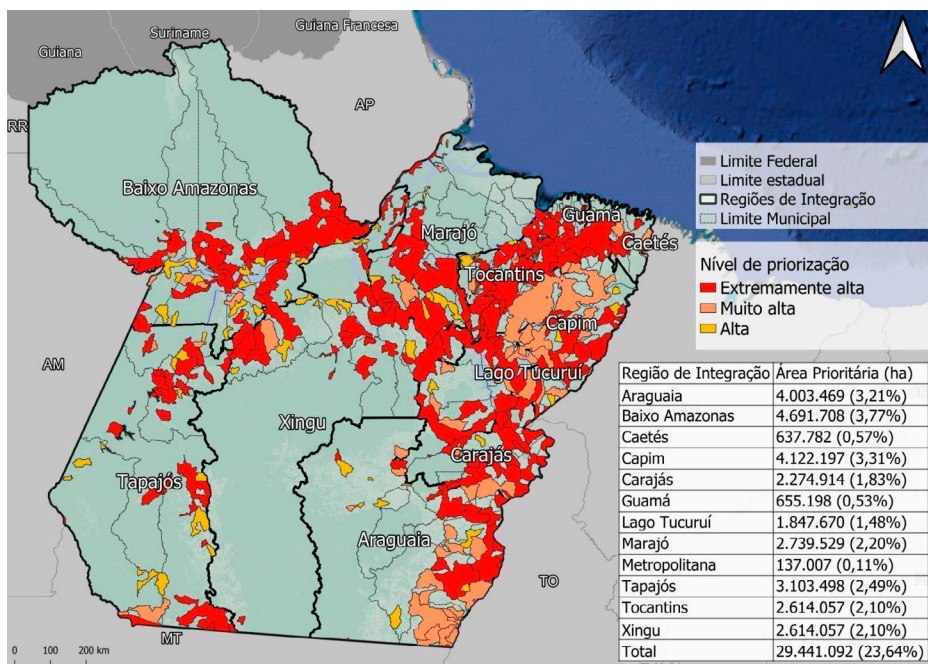 Suriname
Guiana Francesa
Guiana
AP
RR
Baixo Amazonas
Limite Federal
Limite estadual
Regiões de Integração
Limite Municipal
Marajó
Guamá
Caetés
Tocantins
Nível de priorização
Extremamente alta
Muito alta
Alta
Capim
AM
Lago Tucuruí
Xingu
Carajás
Tapajós
Araguaia
TO
MT
0 100 200 km
Região de Integração Área Prioritária (ha)
Araguaia 4.003.469 (3,21%)
Baixo Amazonas 4.691.708 (3,77%)
Caetés 637.782 (0,57%)
Capim 4.122.197 (3,31%)
Carajás 2.274.914 (1,83%)
Guamá 655.198 (0,53%)
Lago Tucuruí 1.847.670 (1,48%)
Marajó 2.739.529 (2,20%)
Metropolitana 137.007 (0,11%)
Tapajós 3.103.498 (2,49%)
Tocantins 2.614.057 (2,10%)
Xingu 2.614.057 (2,10%)
Total 29.441.092 (23,64%)